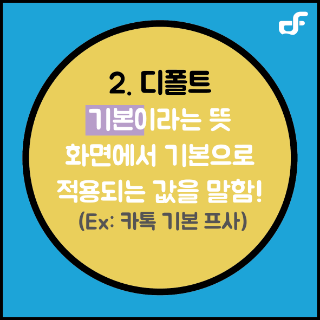 2. 디폴트
기본이라는 뜻
화면에서 기본으로
적용되는 값을 말함!
(Ex: 카톡 기본 프사)